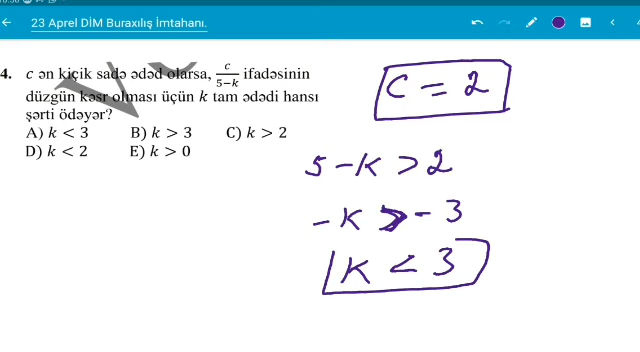 23 Aprel DİM Buraxılış İmtahanı.
4. c ən kiçik sadə ədəd olarsa, c/(5−k) ifadəsinin
düzgün kəsr olması üçün k tam ədədi hansı
şərti ödəyər?
A) k < 3 B) k > 3 C) k > 2
D) k < 2 E) k > 0
c = 2
5 - k > 2
- k > - 3
k < 3